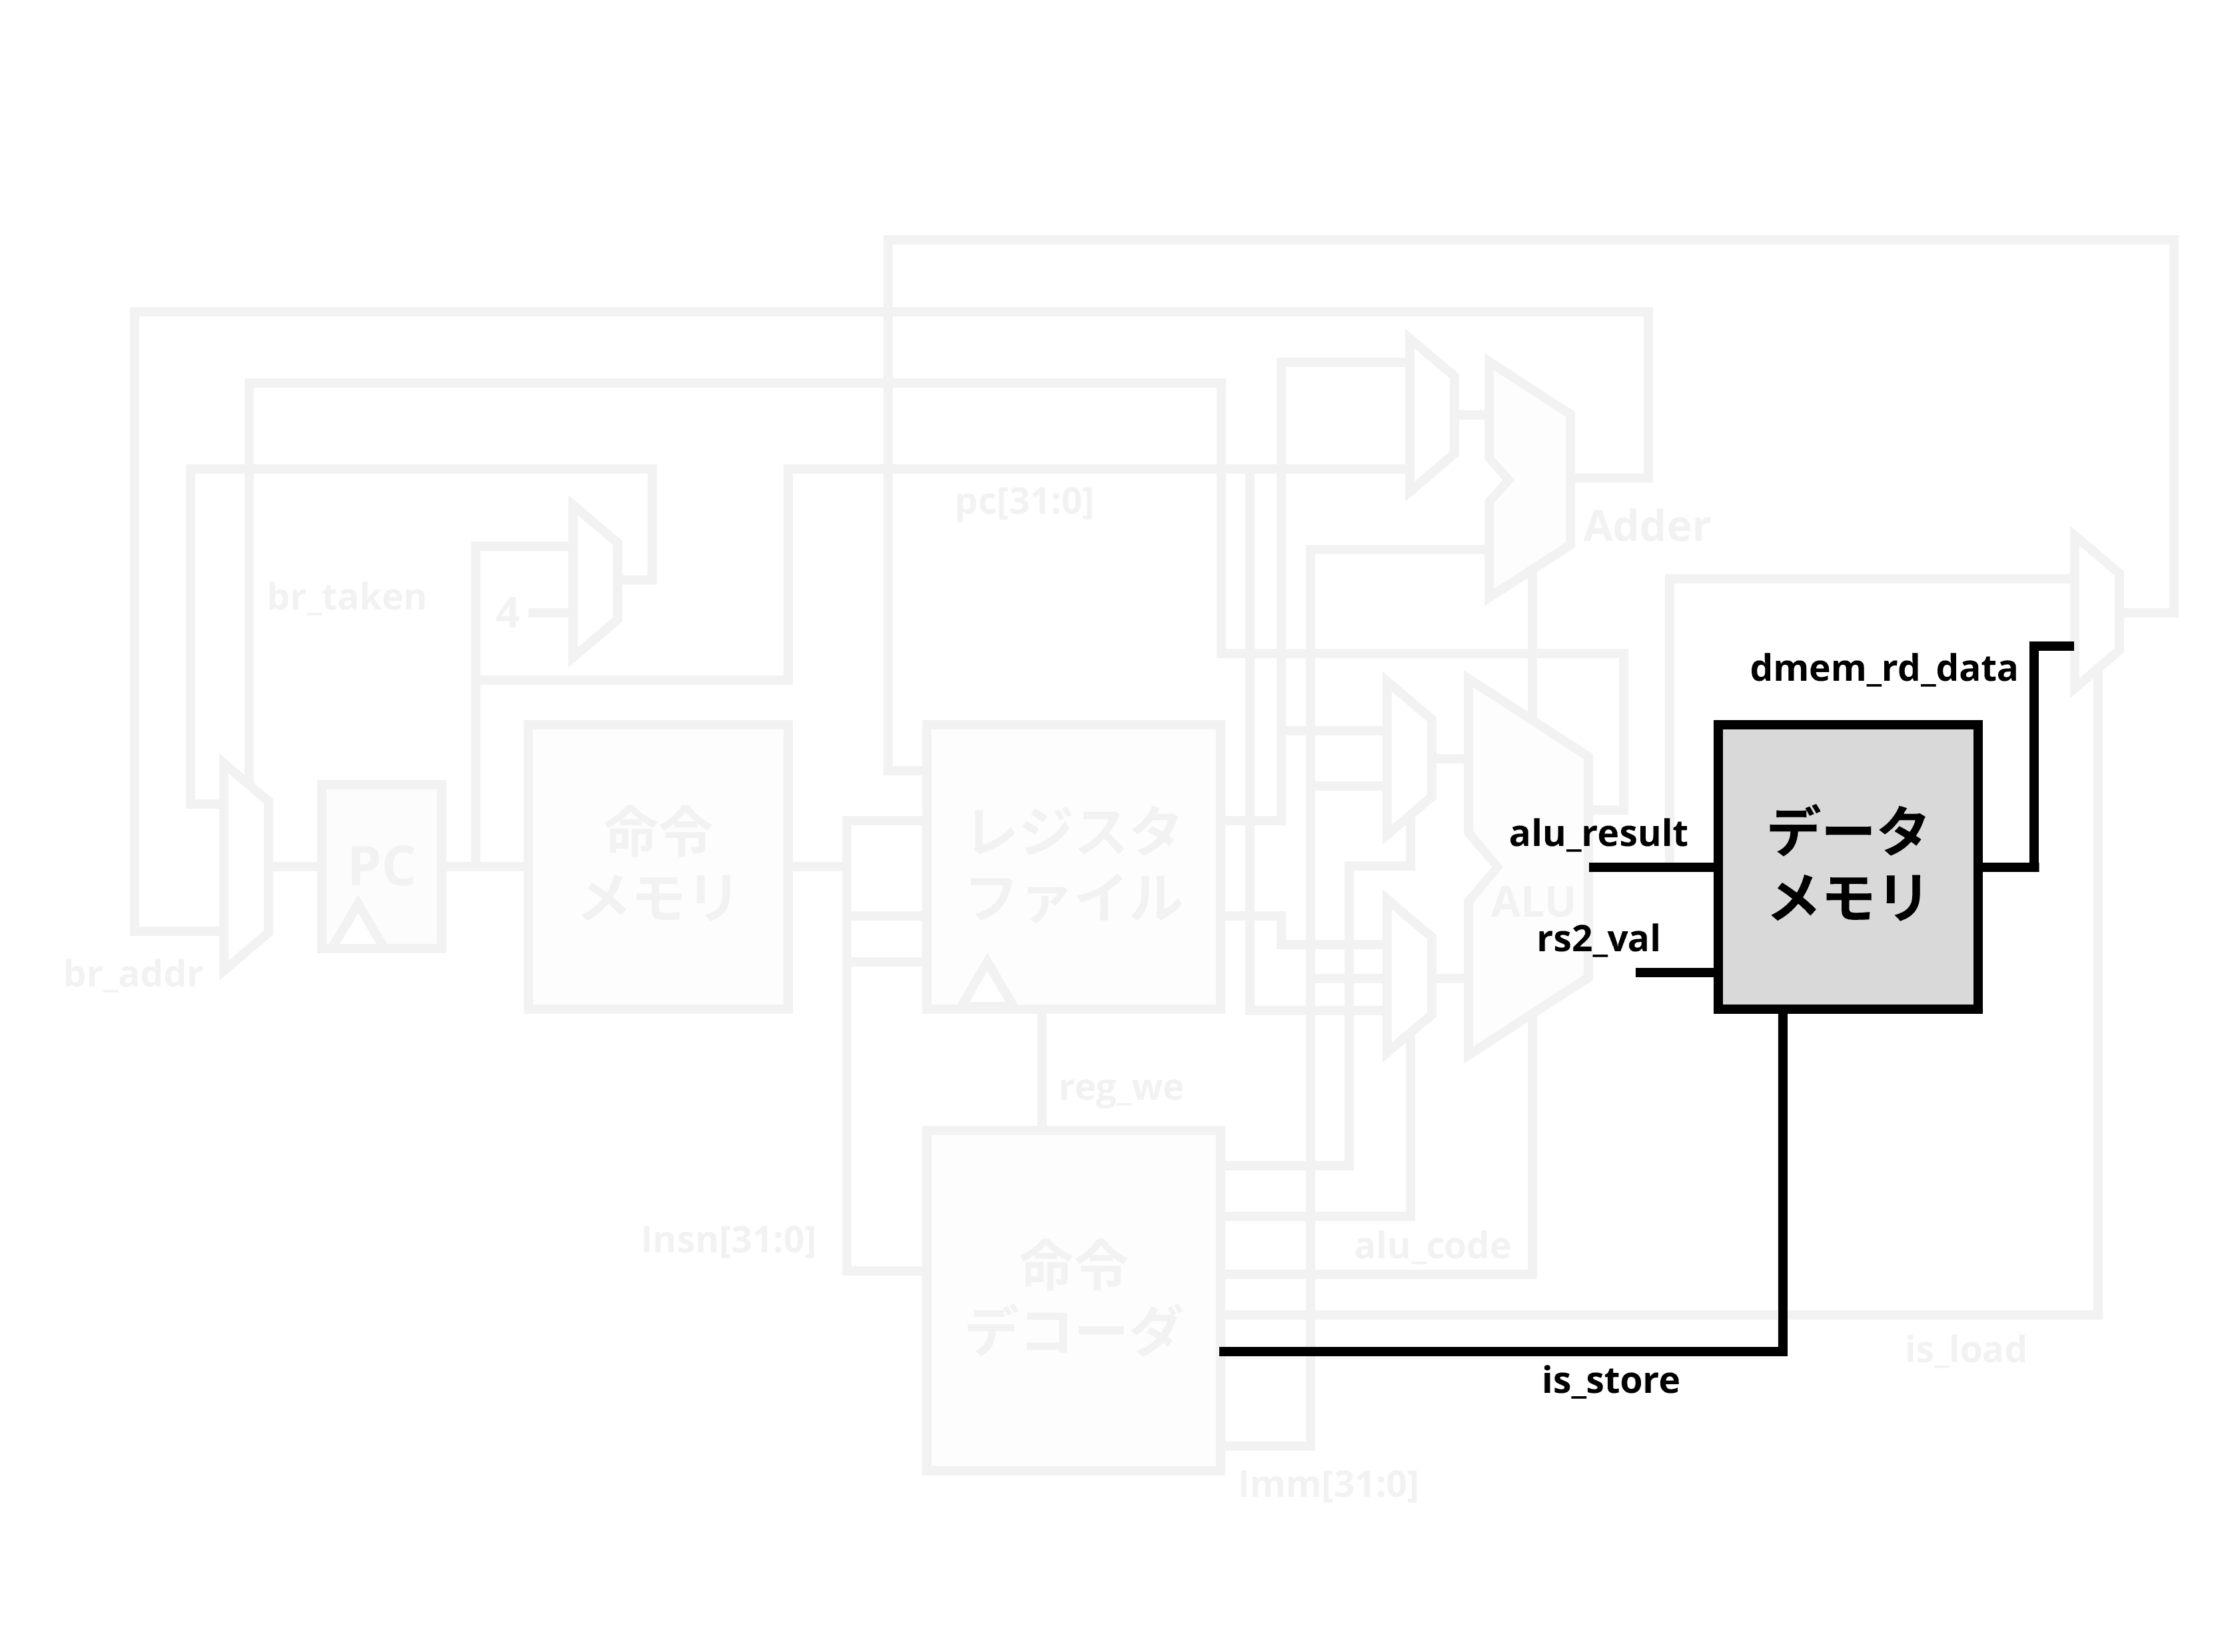 pc[31:0]
Adder
br_taken
4
dmem_rd_data
命令
メモリ
レジスタ
ファイル
PC
alu_result
データ
メモリ
ALU
rs2_val
br_addr
reg_we
Insn[31:0]
alu_code
命令
デコーダ
is_load
is_store
Imm[31:0]